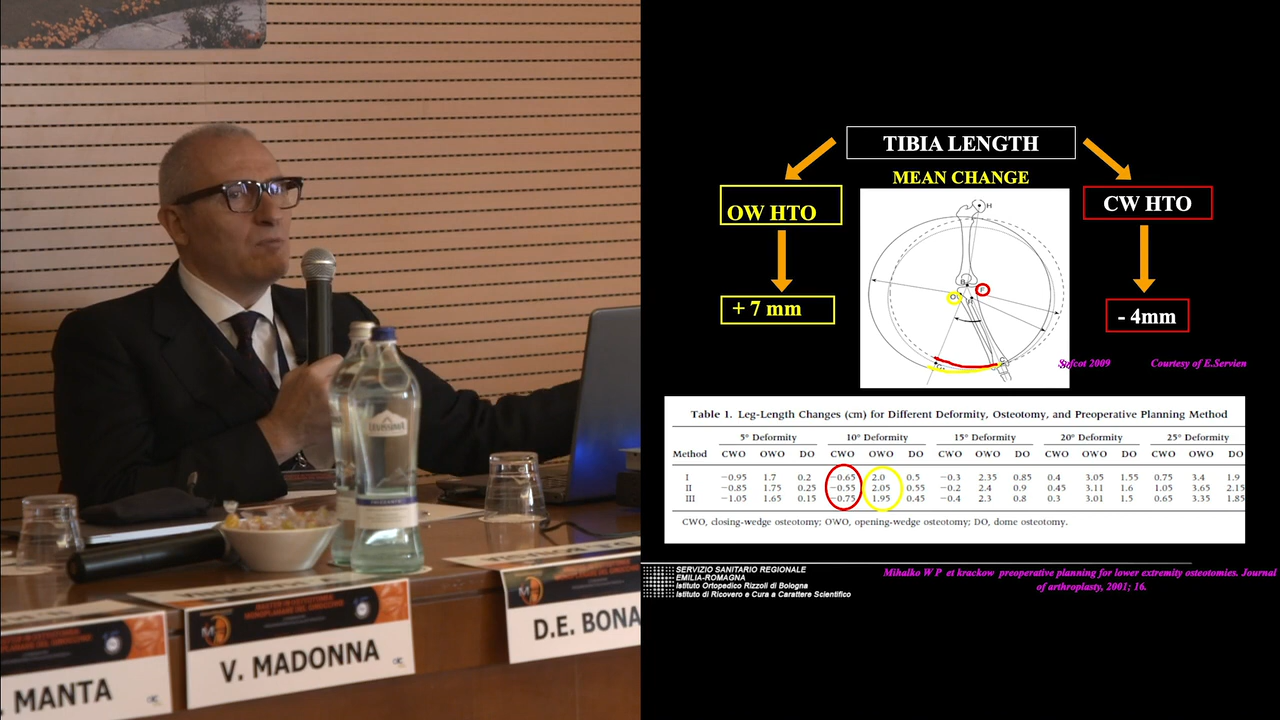 MANTA
V. MADONNA
D.E. BONA
TIBIA LENGTH
MEAN CHANGE
OW HTO
CW HTO
+ 7 mm
- 4mm
H
Sofcot 2009
Courtesy of E.Servien
Table 1. Leg-Length Changes (cm) for Different Deformity, Osteotomy, and Preoperative Planning Method
5° Deformity 10° Deformity 15° Deformity 20° Deformity 25° Deformity
Method CWO OWO DO CWO OWO DO CWO OWO DO CWO OWO DO CWO OWO DO
I −0.95 1.7 0.2 −0.65 2.0 0.5 −0.3 2.35 0.85 0.4 3.05 1.55 0.75 3.4 1.9
II −0.85 1.75 0.25 −0.55 2.05 0.55 −0.2 2.4 0.9 0.45 3.11 1.6 1.05 3.65 2.15
III −1.05 1.65 0.15 −0.75 1.95 0.45 −0.4 2.3 0.8 0.3 3.01 1.5 0.65 3.35 1.85
CWO, closing-wedge osteotomy; OWO, opening-wedge osteotomy; DO, dome osteotomy.
SERVIZIO SANITARIO REGIONALE
EMILIA-ROMAGNA
Istituto Ortopedico Rizzoli di Bologna
Istituto di Ricovero e Cura a Carattere Scientifico
Mihalko W P et krackow preoperative planning for lower extremity osteotomies. Journal
of arthroplasty, 2001; 16.